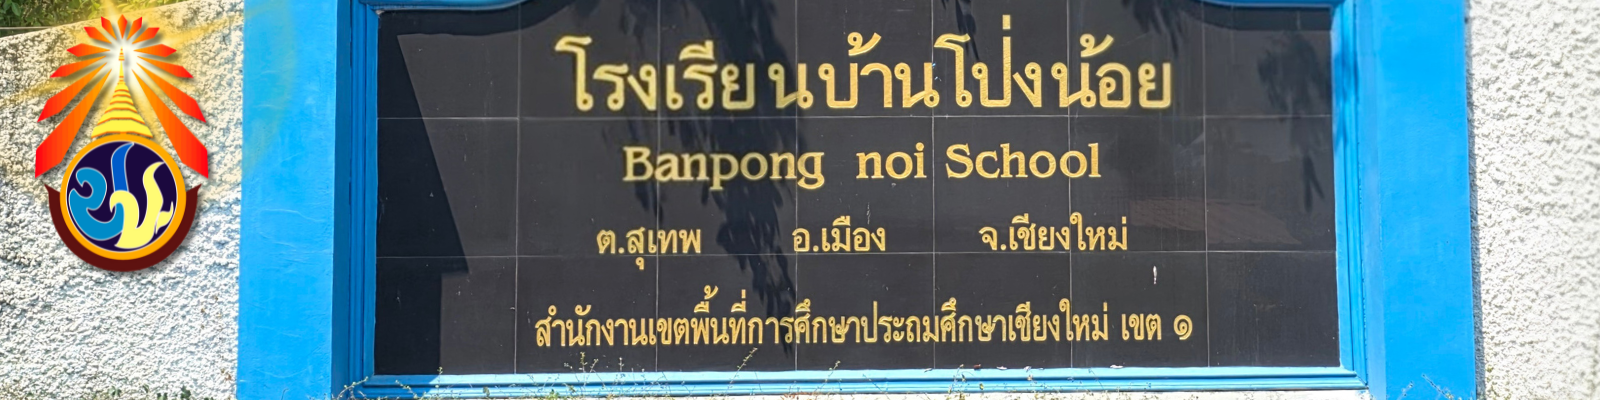 โรงเรียนบ้านโป่งน้อย
Banpong noi School
ต.สุเทพ อ.เมือง จ.เชียงใหม่
สำนักงานเขตพื้นที่การศึกษาประถมศึกษาเชียงใหม่ เขต ๑